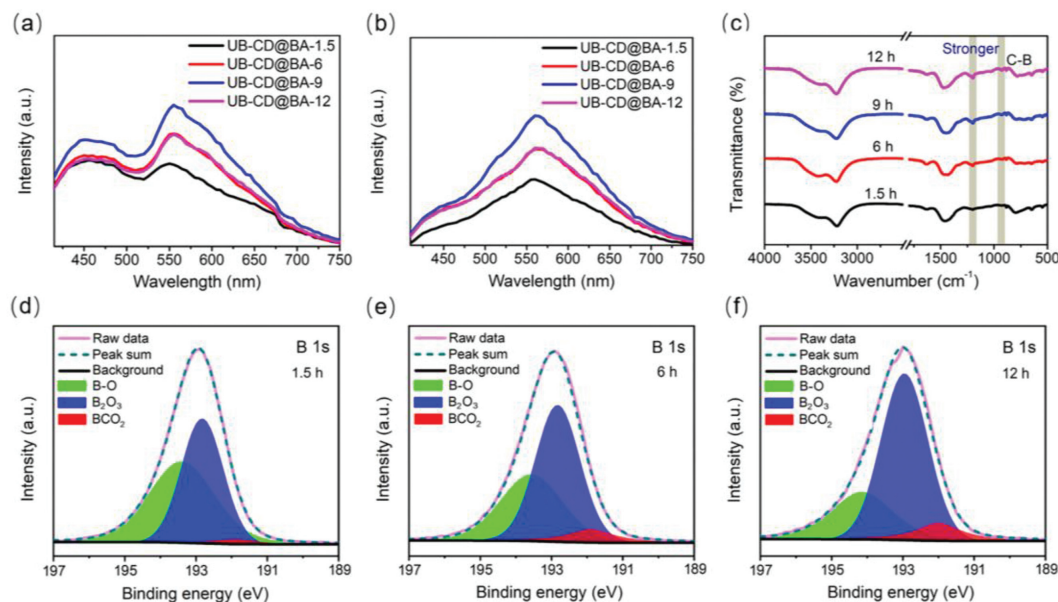 (a)
UB-CD@BA-1.5
UB-CD@BA-6
UB-CD@BA-9
UB-CD@BA-12
Intensity (a.u.)
450 500 550 600 650 700 750
Wavelength (nm)
(b)
UB-CD@BA-1.5
UB-CD@BA-6
UB-CD@BA-9
UB-CD@BA-12
Intensity (a.u.)
450 500 550 600 650 700 750
Wavelength (nm)
(c)
Stronger
C-B
12 h
9 h
6 h
1.5 h
Transmittance (%)
4000 3000 1500 1000 500
Wavenumber (cm⁻¹)
(d)
Raw data
Peak sum
Background
B-O
B₂O₃
BCO₂
B 1s
1.5 h
Intensity (a.u.)
197 195 193 191 189
Binding energy (eV)
(e)
Raw data
Peak sum
Background
B-O
B₂O₃
BCO₂
B 1s
6 h
Intensity (a.u.)
197 195 193 191 189
Binding energy (eV)
(f)
Raw data
Peak sum
Background
B-O
B₂O₃
BCO₂
B 1s
12 h
Intensity (a.u.)
197 195 193 191 189
Binding energy (eV)